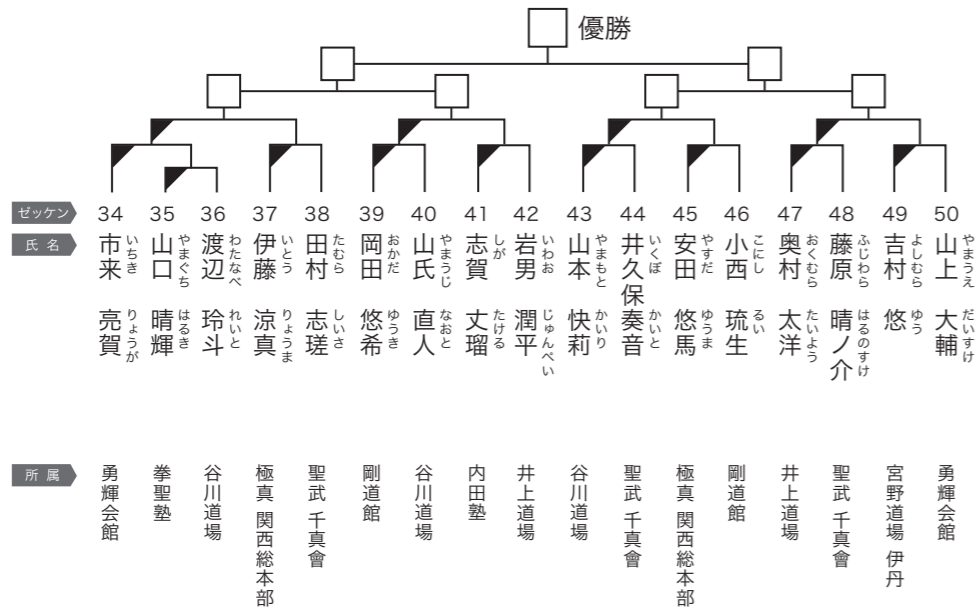 優勝
ゼッケン 34 35 36 37 38 39 40 41 42 43 44 45 46 47 48 49 50
氏名
市来 亮賀 いちき りょうが
山口 晴輝 やまぐち はるき
渡辺 玲斗 わたなべ れいと
伊藤 涼真 いとう りょうま
田村 志瑳 たむら しいさ
岡田 悠希 おかだ ゆうき
山氏 直人 やまうじ なおと
志賀 丈瑠 しが たける
岩男 潤平 いわお じゅんぺい
山本 快莉 やまもと かいり
井久保 奏音 いくぼ かいと
安田 悠馬 やすだ ゆうま
小西 琉生 こにし るい
奥村 太洋 おくむら たいよう
藤原 晴ノ介 ふじわら はるのすけ
吉村 悠 よしむら ゆう
山上 大輔 やまうえ だいすけ
所属
勇輝会館
拳聖塾
谷川道場
極真 関西総本部
聖武 千真會
剛道館
谷川道場
内田塾
井上道場
谷川道場
聖武 千真會
極真 関西総本部
剛道館
井上道場
聖武 千真會
宮野道場 伊丹
勇輝会館